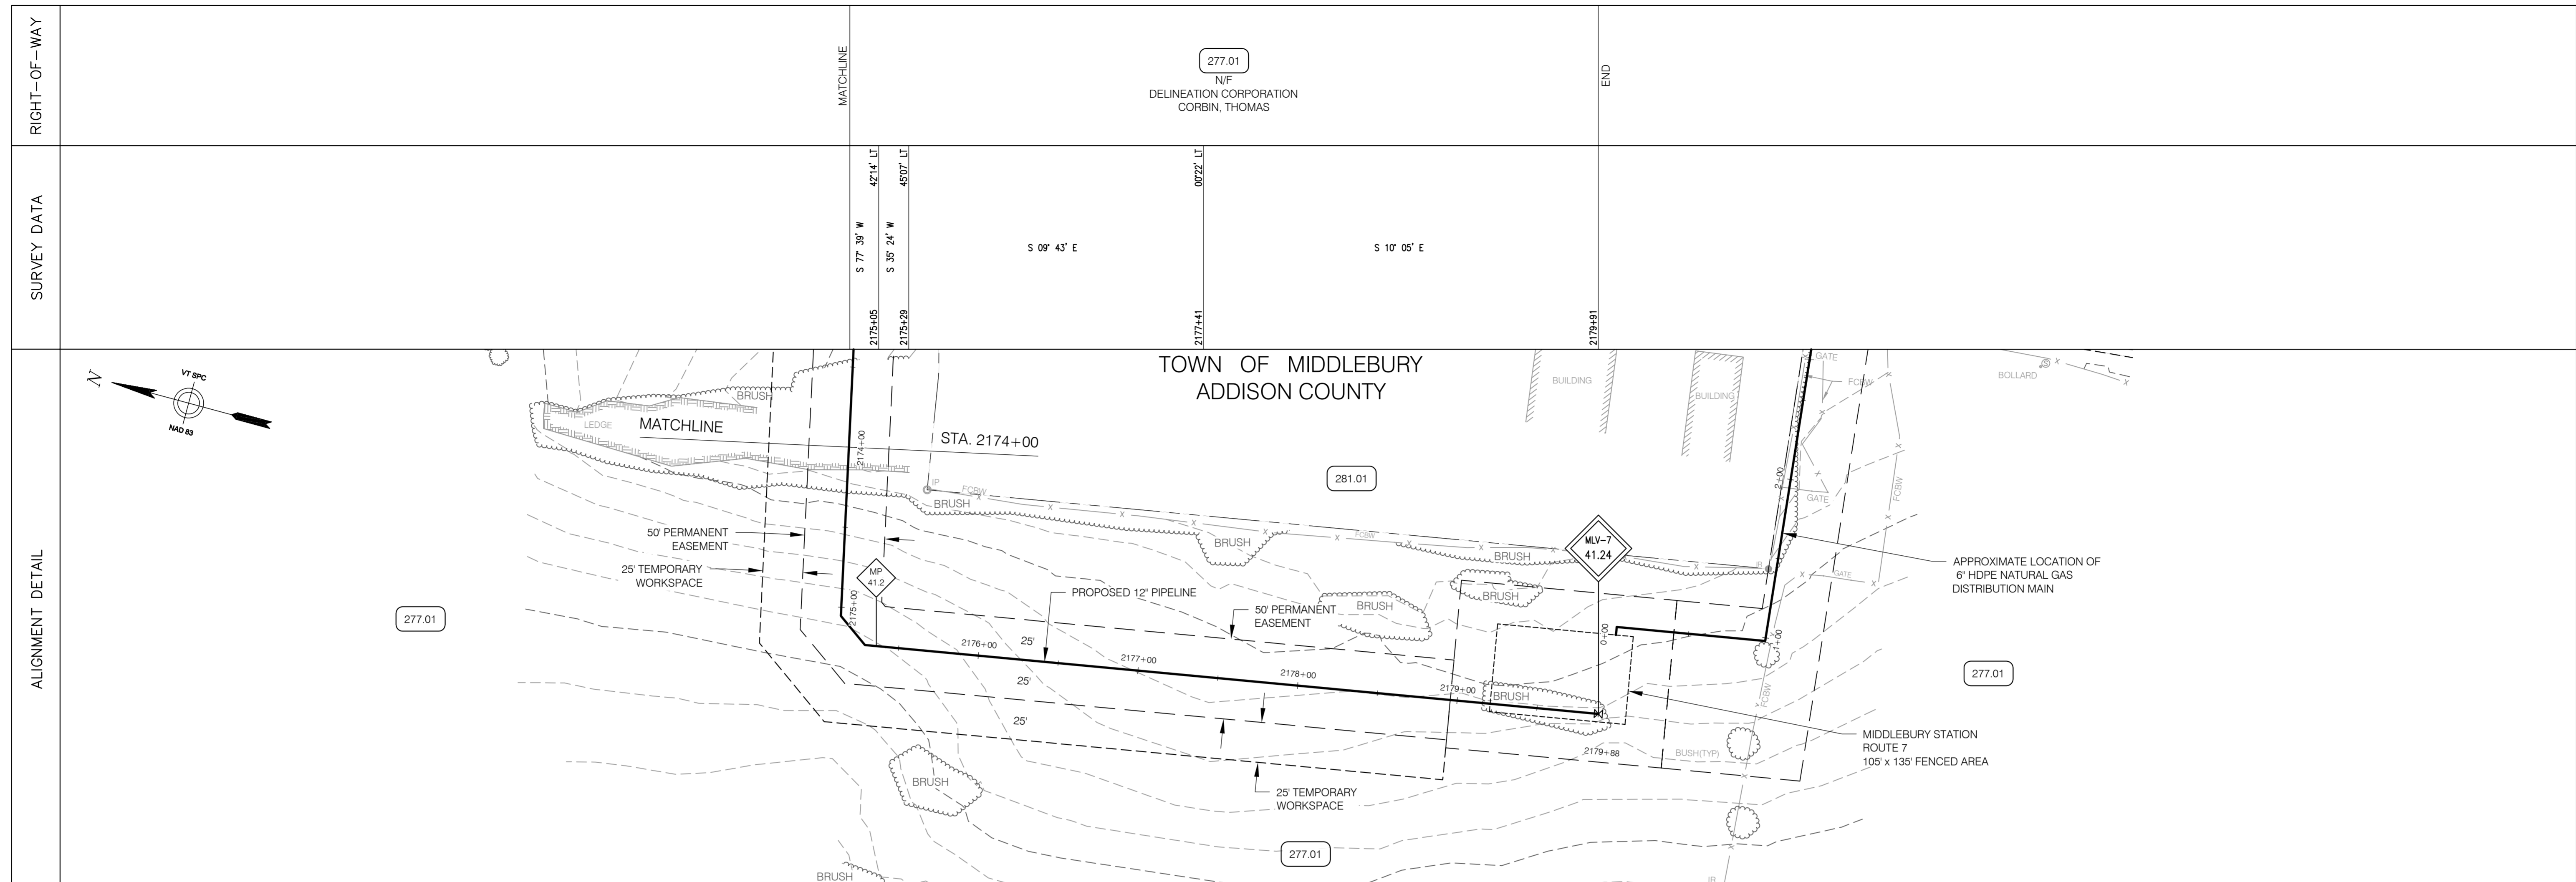 RIGHT-OF-WAY
MATCHLINE
277.01
N/F
DELINEATION CORPORATION
CORBIN, THOMAS
END
SURVEY DATA
S 77° 39' W
42°14' LT
2175+05
S 35° 24' W
45°07' LT
2175+29
S 09° 43' E
00°22' LT
2177+41
S 10° 05' E
2179+91
ALIGNMENT DETAIL
N
VT SPC
NAD 83
TOWN OF MIDDLEBURY
ADDISON COUNTY
BRUSH
LEDGE
MATCHLINE
STA. 2174+00
2174+00
IP
FCBW
BRUSH
281.01
BUILDING
BUILDING
GATE
FCBW
BOLLARD
2+00
GATE
FCBW
50' PERMANENT
EASEMENT
25' TEMPORARY
WORKSPACE
MP
41.2
2175+00
277.01
BRUSH
FCBW
BRUSH
MLV-7
41.24
IR
GATE
APPROXIMATE LOCATION OF
6" HDPE NATURAL GAS
DISTRIBUTION MAIN
PROPOSED 12" PIPELINE
50' PERMANENT
EASEMENT
BRUSH
BRUSH
2176+00
25'
2177+00
2178+00
2179+00
0+00
1+00
277.01
25'
25'
BRUSH
FCBW
2179+88
BUSH(TYP)
MIDDLEBURY STATION
ROUTE 7
105' x 135' FENCED AREA
BRUSH
25' TEMPORARY
WORKSPACE
277.01
BRUSH
IR